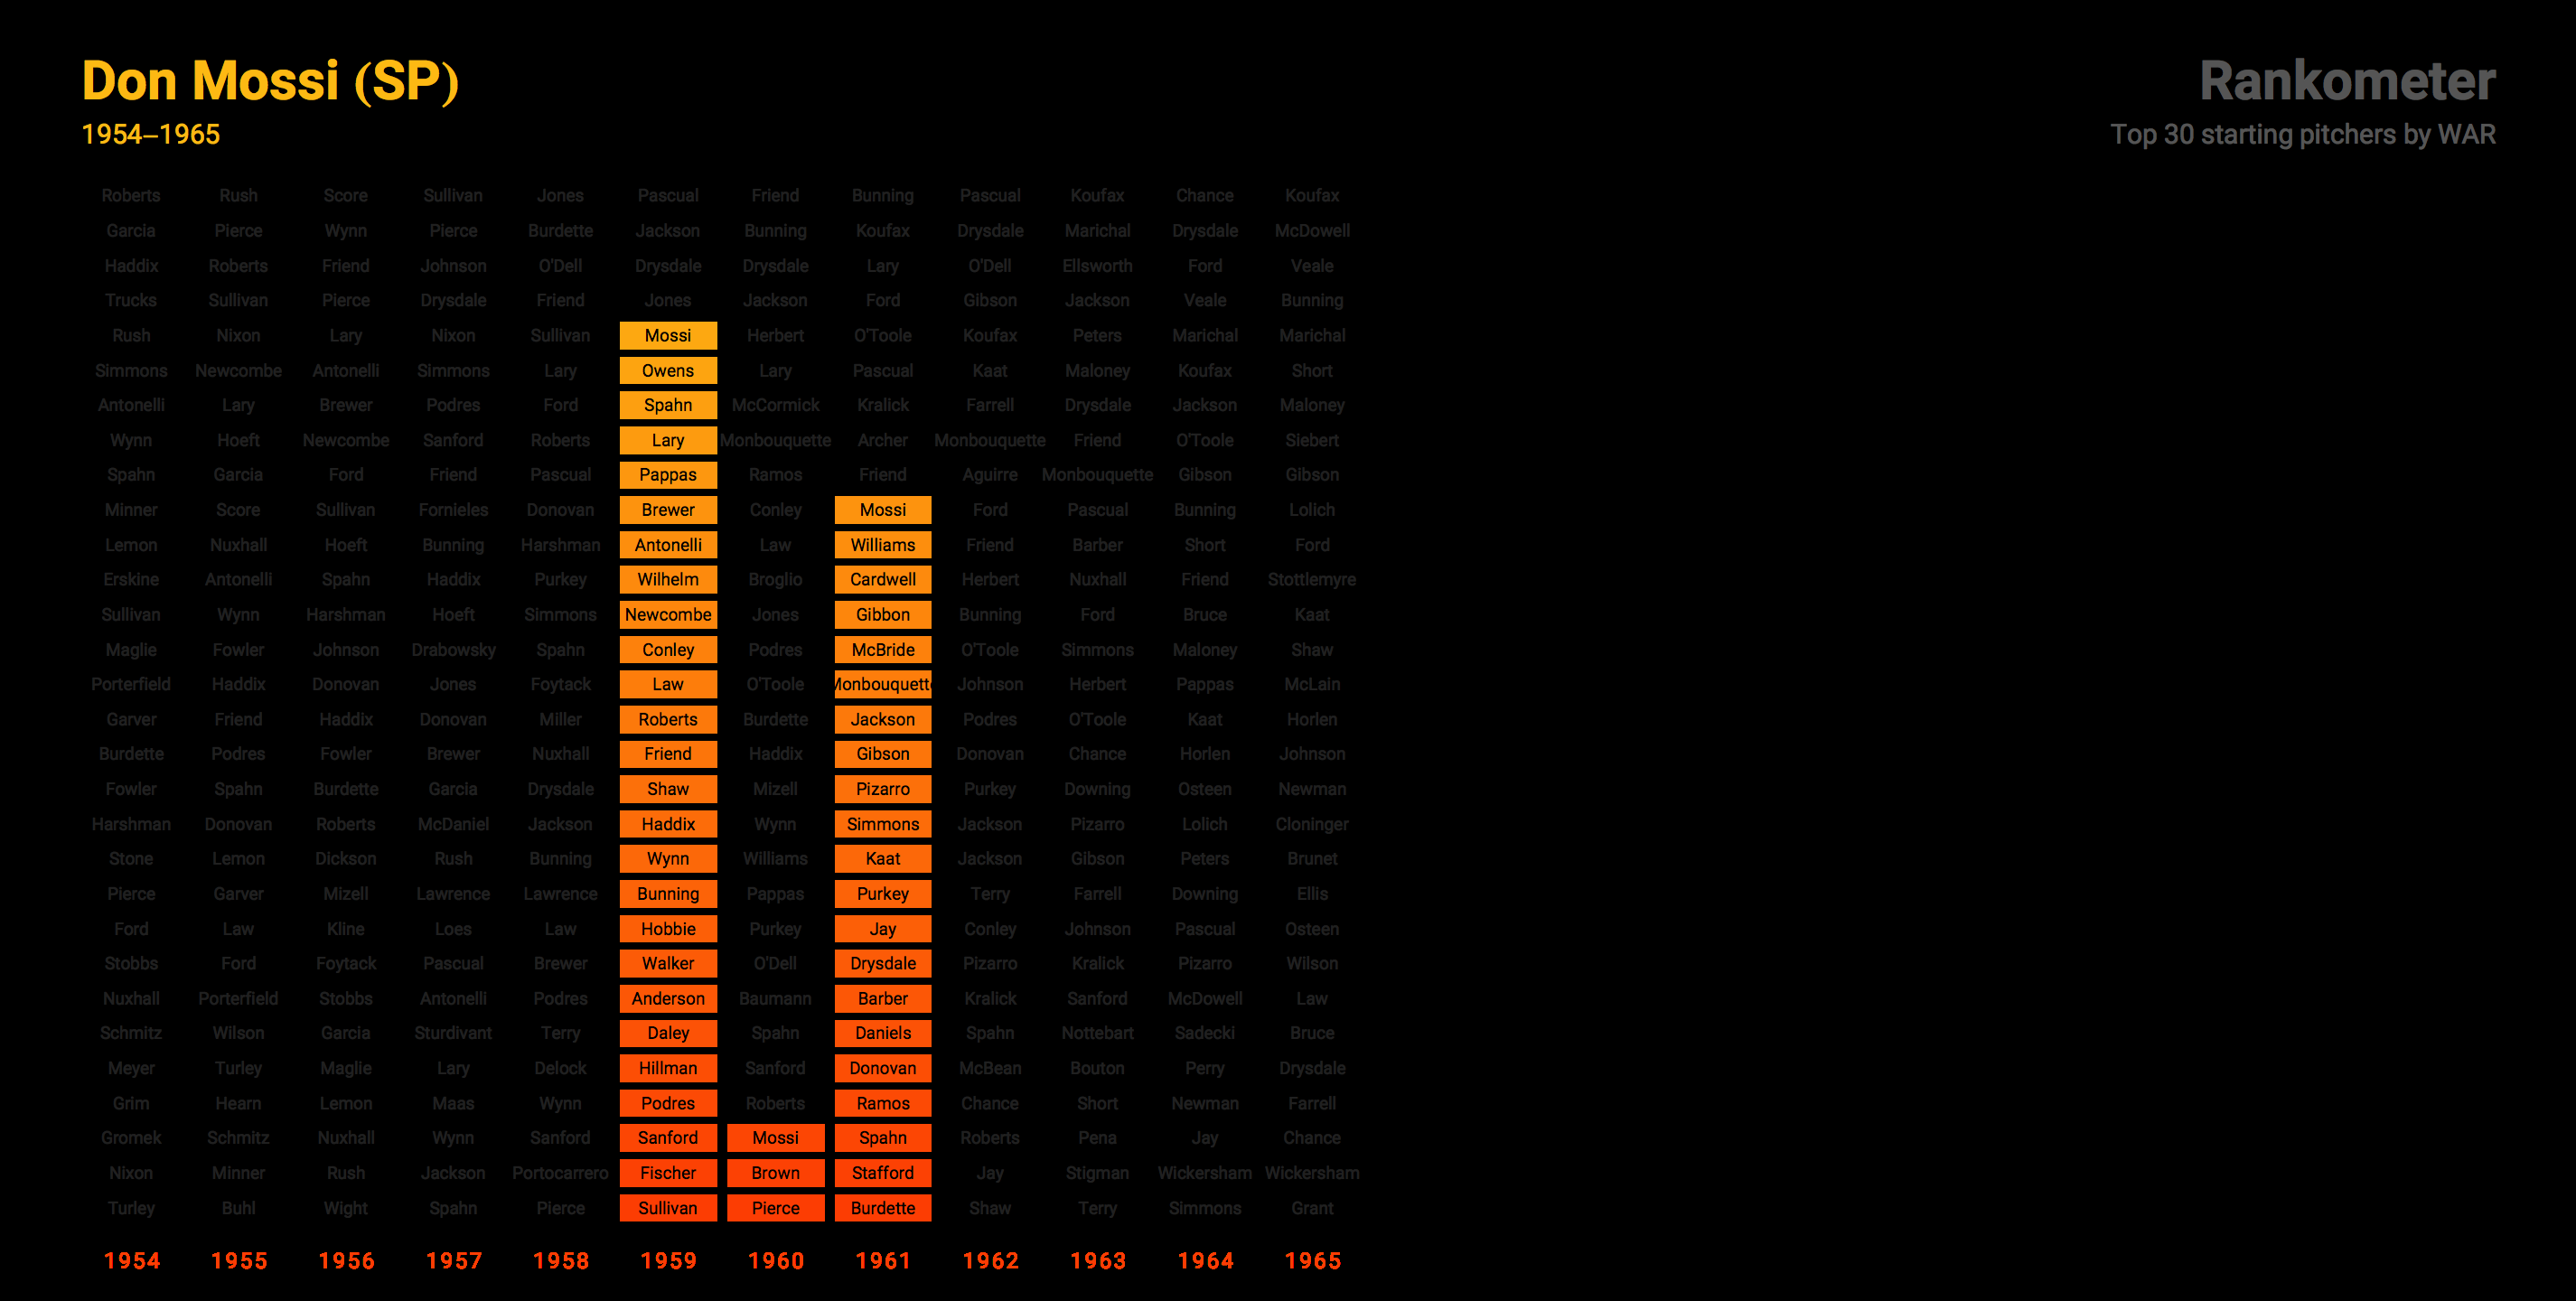 Don Mossi (SP) Rankometer
1954–1965 Top 30 starting pitchers by WAR
Roberts Rush Score Sullivan Jones Pascual Friend Bunning Pascual Koufax Chance Koufax
Garcia Pierce Wynn Pierce Burdette Jackson Bunning Koufax Drysdale Marichal Drysdale McDowell
Haddix Roberts Friend Johnson O'Dell Drysdale Drysdale Lary O'Dell Ellsworth Ford Veale
Trucks Sullivan Pierce Drysdale Friend Jones Jackson Ford Gibson Jackson Veale Bunning
Rush Nixon Lary Nixon Sullivan Mossi Herbert O'Toole Koufax Peters Marichal Marichal
Simmons Newcombe Antonelli Simmons Lary Owens Lary Pascual Kaat Maloney Koufax Short
Antonelli Lary Brewer Podres Ford Spahn McCormick Kralick Farrell Drysdale Jackson Maloney
Wynn Hoeft Newcombe Sanford Roberts Lary Monbouquette Archer Monbouquette Friend O'Toole Siebert
Spahn Garcia Ford Friend Pascual Pappas Ramos Friend Aguirre Monbouquette Gibson Gibson
Minner Score Sullivan Fornieles Donovan Brewer Conley Mossi Ford Pascual Bunning Lolich
Lemon Nuxhall Hoeft Bunning Harshman Antonelli Law Williams Friend Barber Short Ford
Erskine Antonelli Spahn Haddix Purkey Wilhelm Broglio Cardwell Herbert Nuxhall Friend Stottlemyre
Sullivan Wynn Harshman Hoeft Simmons Newcombe Jones Gibbon Bunning Ford Bruce Kaat
Maglie Fowler Johnson Drabowsky Spahn Conley Podres McBride O'Toole Simmons Maloney Shaw
Porterfield Haddix Donovan Jones Foytack Law O'Toole Monbouquette Johnson Herbert Pappas McLain
Garver Friend Haddix Donovan Miller Roberts Burdette Jackson Podres O'Toole Kaat Horlen
Burdette Podres Fowler Brewer Nuxhall Friend Haddix Gibson Donovan Chance Horlen Johnson
Fowler Spahn Burdette Garcia Drysdale Shaw Mizell Pizarro Purkey Downing Osteen Newman
Harshman Donovan Roberts McDaniel Jackson Haddix Wynn Simmons Jackson Pizarro Lolich Cloninger
Stone Lemon Dickson Rush Bunning Wynn Williams Kaat Jackson Gibson Peters Brunet
Pierce Garver Mizell Lawrence Lawrence Bunning Pappas Purkey Terry Farrell Downing Ellis
Ford Law Kline Loes Law Hobbie Purkey Jay Conley Johnson Pascual Osteen
Stobbs Ford Foytack Pascual Brewer Walker O'Dell Drysdale Pizarro Kralick Pizarro Wilson
Nuxhall Porterfield Stobbs Antonelli Podres Anderson Baumann Barber Kralick Sanford McDowell Law
Schmitz Wilson Garcia Sturdivant Terry Daley Spahn Daniels Spahn Nottebart Sadecki Bruce
Meyer Turley Maglie Lary Delock Hillman Sanford Donovan McBean Bouton Perry Drysdale
Grim Hearn Lemon Maas Wynn Podres Roberts Ramos Chance Short Newman Farrell
Gromek Schmitz Nuxhall Wynn Sanford Sanford Mossi Spahn Roberts Pena Jay Chance
Nixon Minner Rush Jackson Portocarrero Fischer Brown Stafford Jay Stigman Wickersham Wickersham
Turley Buhl Wight Spahn Pierce Sullivan Pierce Burdette Shaw Terry Simmons Grant
1954 1955 1956 1957 1958 1959 1960 1961 1962 1963 1964 1965